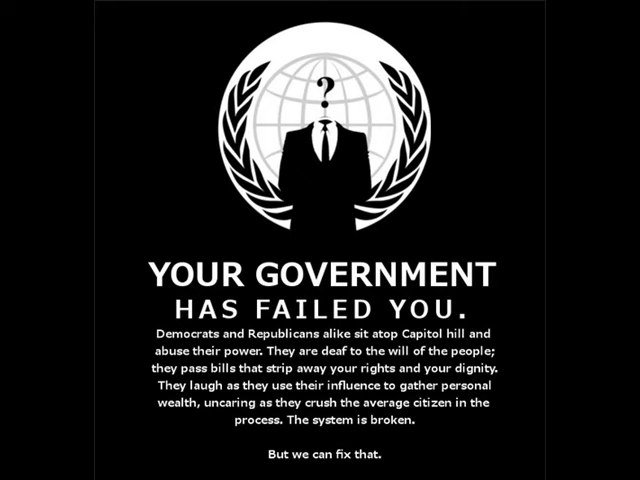 ?
YOUR GOVERNMENT
HAS FAILED YOU.
Democrats and Republicans alike sit atop Capitol hill and
abuse their power. They are deaf to the will of the people;
they pass bills that strip away your rights and your dignity.
They laugh as they use their influence to gather personal
wealth, uncaring as they crush the average citizen in the
process. The system is broken.
But we can fix that.